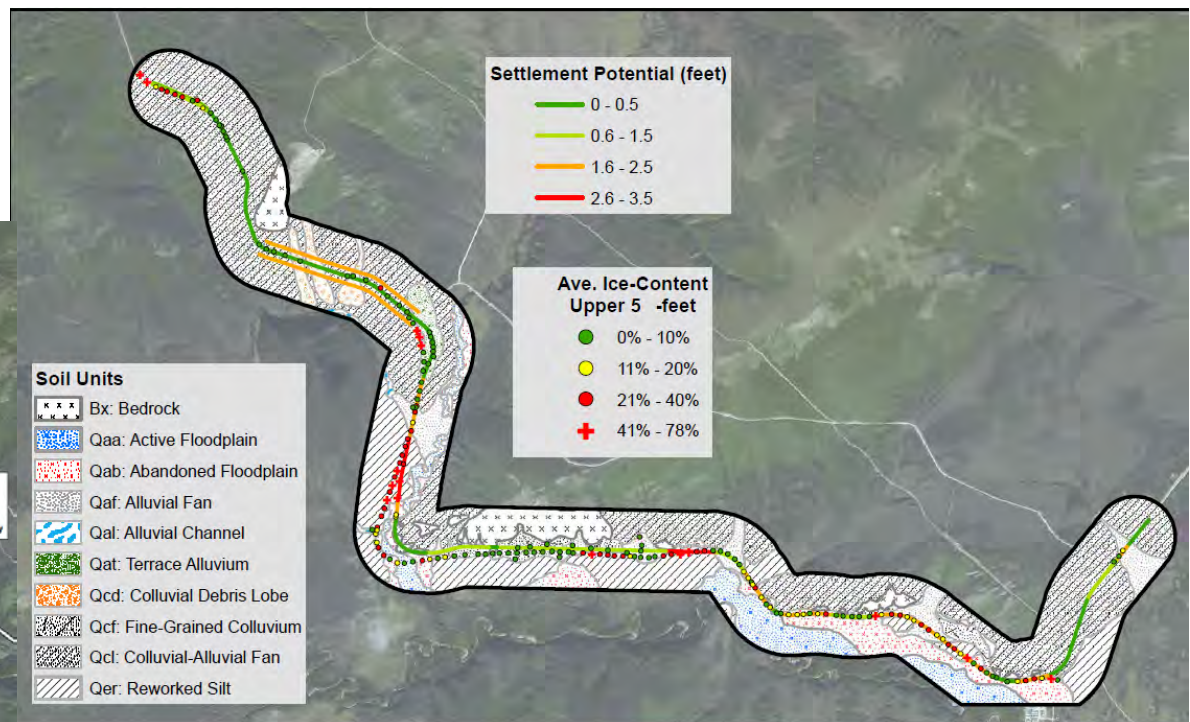 Settlement Potential (feet)
0 - 0.5
0.6 - 1.5
1.6 - 2.5
2.6 - 3.5
Ave. Ice-Content
Upper 5 -feet
0% - 10%
11% - 20%
21% - 40%
41% - 78%
Soil Units
Bx: Bedrock
Qaa: Active Floodplain
Qab: Abandoned Floodplain
Qaf: Alluvial Fan
Qal: Alluvial Channel
Qat: Terrace Alluvium
Qcd: Colluvial Debris Lobe
Qcf: Fine-Grained Colluvium
Qcl: Colluvial-Alluvial Fan
Qer: Reworked Silt